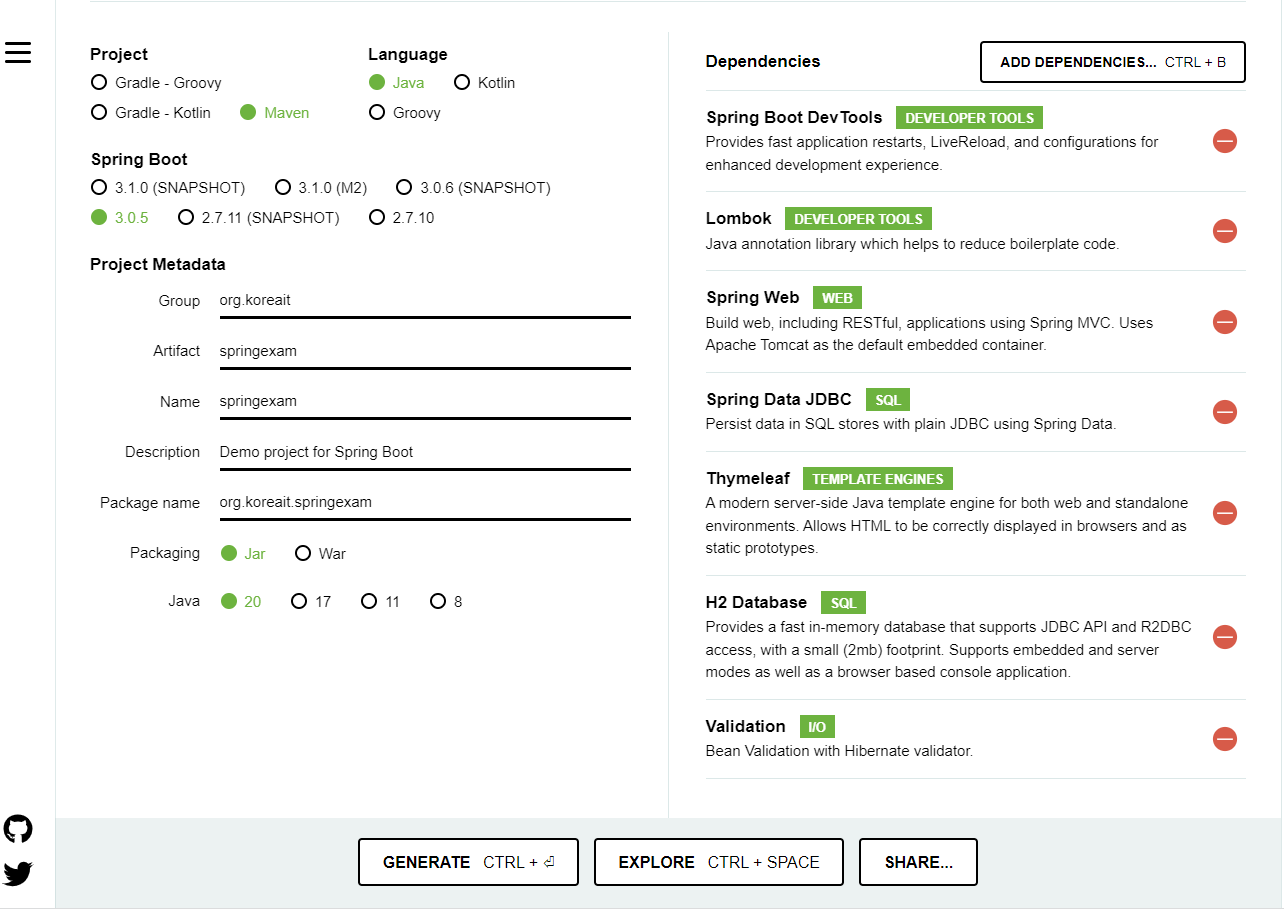 Project
Gradle - Groovy
Gradle - Kotlin Maven
Language
Java Kotlin
Groovy
Spring Boot
3.1.0 (SNAPSHOT) 3.1.0 (M2) 3.0.6 (SNAPSHOT)
3.0.5 2.7.11 (SNAPSHOT) 2.7.10
Project Metadata
Group org.koreait
Artifact springexam
Name springexam
Description Demo project for Spring Boot
Package name org.koreait.springexam
Packaging Jar War
Java 20 17 11 8
Dependencies ADD DEPENDENCIES... CTRL + B
Spring Boot DevTools DEVELOPER TOOLS
Provides fast application restarts, LiveReload, and configurations for
enhanced development experience.
Lombok DEVELOPER TOOLS
Java annotation library which helps to reduce boilerplate code.
Spring Web WEB
Build web, including RESTful, applications using Spring MVC. Uses
Apache Tomcat as the default embedded container.
Spring Data JDBC SQL
Persist data in SQL stores with plain JDBC using Spring Data.
Thymeleaf TEMPLATE ENGINES
A modern server-side Java template engine for both web and standalone
environments. Allows HTML to be correctly displayed in browsers and as
static prototypes.
H2 Database SQL
Provides a fast in-memory database that supports JDBC API and R2DBC
access, with a small (2mb) footprint. Supports embedded and server
modes as well as a browser based console application.
Validation I/O
Bean Validation with Hibernate validator.
GENERATE CTRL + ⏎ EXPLORE CTRL + SPACE SHARE...